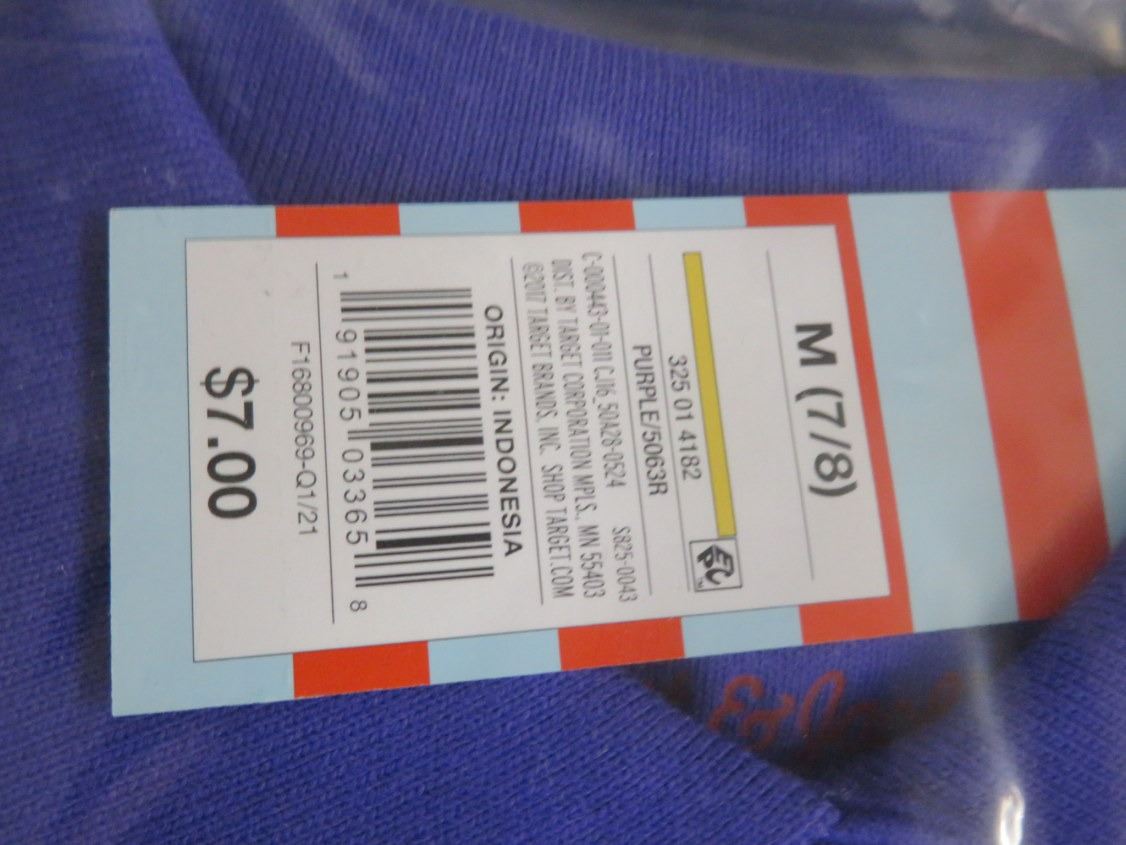 M (7/8)
325 01 4182
PURPLE/5063R
C-000443-01-011 CJ16_50A28-0524 S825-0043
DIST. BY TARGET CORPORATION MPLS., MN 55403
©2017 TARGET BRANDS, INC. SHOP TARGET.COM
ORIGIN: INDONESIA
1 91905 03365 8
F16800969-Q1/21
$7.00